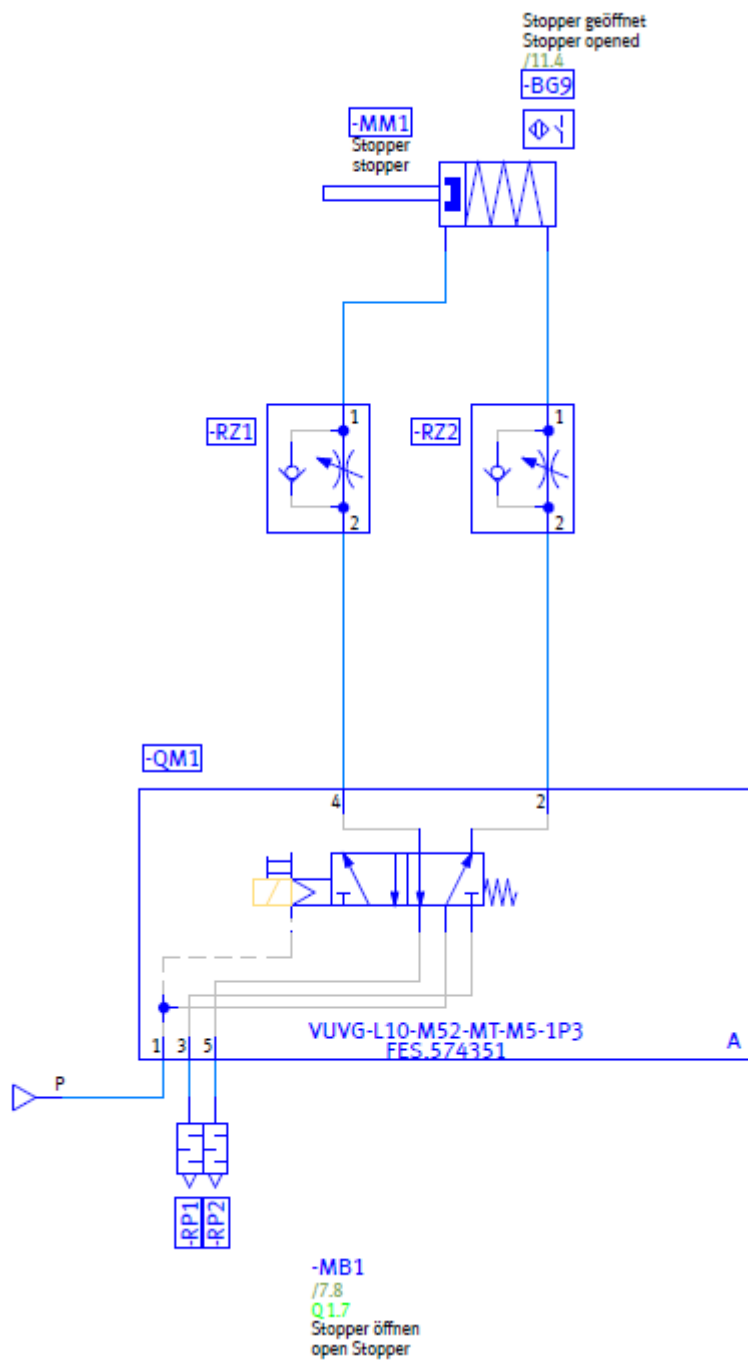 Stopper geöffnet
Stopper opened
/11.4
-BG9
-MM1
Stopper
stopper
1
-RZ1
2
1
-RZ2
2
-QM1
4
2
VUVG-L10-M52-MT-M5-1P3
FES.574351
A
1
3
5
P
-RP1
-RP2
-MB1
/7.8
Q1.7
Stopper öffnen
open Stopper